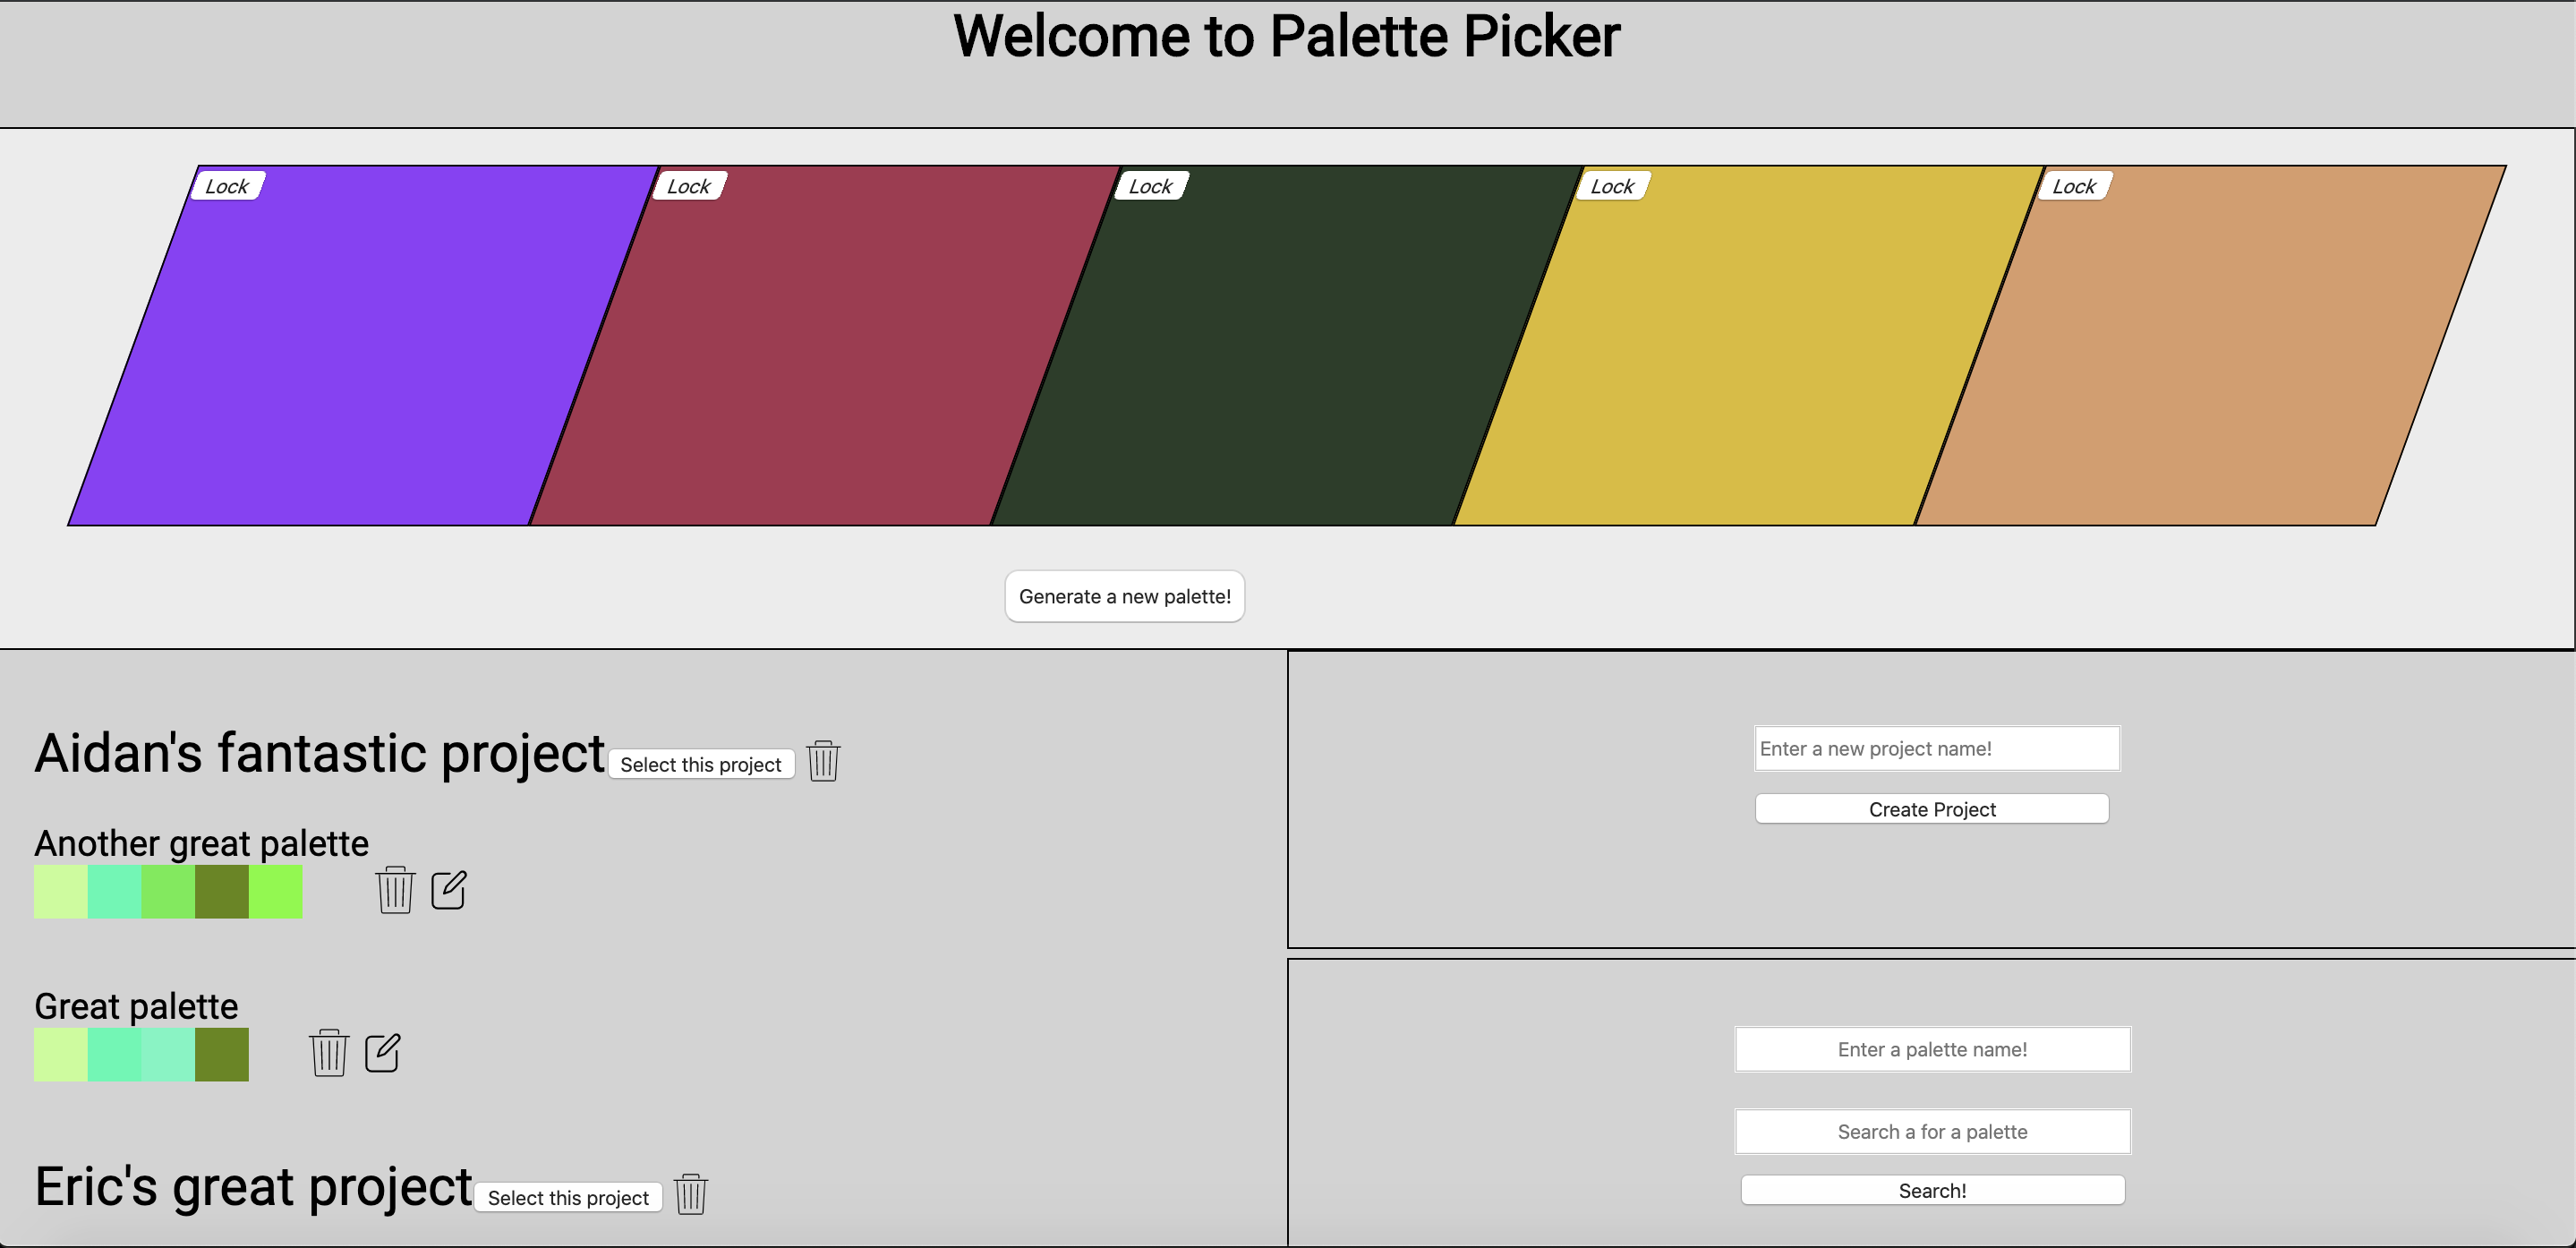 Welcome to Palette Picker
Lock Lock Lock Lock Lock
Generate a new palette!
Aidan's fantastic project Select this project
Another great palette
Great palette
Eric's great project Select this project
Enter a new project name!
Create Project
Enter a palette name!
Search a for a palette
Search!